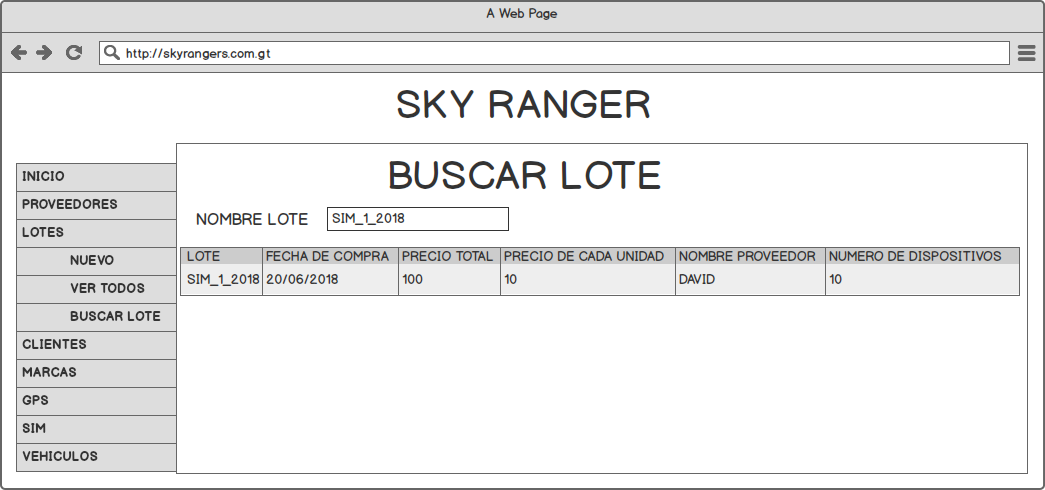 A Web Page
http://skyrangers.com.gt
SKY RANGER
INICIO
PROVEEDORES
LOTES
NUEVO
VER TODOS
BUSCAR LOTE
CLIENTES
MARCAS
GPS
SIM
VEHICULOS
BUSCAR LOTE
NOMBRE LOTE SIM_1_2018
LOTE FECHA DE COMPRA PRECIO TOTAL PRECIO DE CADA UNIDAD NOMBRE PROVEEDOR NUMERO DE DISPOSITIVOS
SIM_1_2018 20/06/2018 100 10 DAVID 10